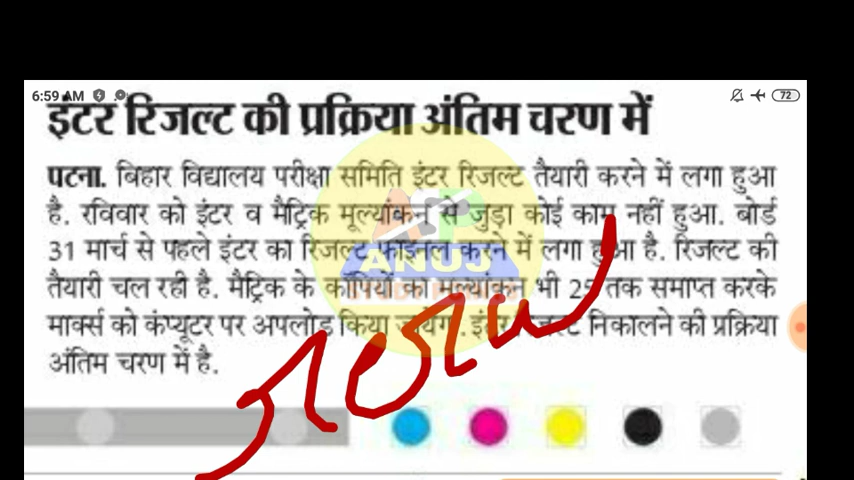 6:59 AM
72
इंटर रिजल्ट की प्रक्रिया अंतिम चरण में
पटना. बिहार विद्यालय परीक्षा समिति इंटर रिजल्ट तैयारी करने में लगा हुआ
है. रविवार को इंटर व मैट्रिक मूल्यांकन से जुड़ा कोई काम नहीं हुआ. बोर्ड
31 मार्च से पहले इंटर का रिजल्ट फाइनल करने में लगा हुआ है. रिजल्ट की
तैयारी चल रही है. मैट्रिक के कॉपियों का मूल्यांकन भी 25 तक समाप्त करके
मार्क्स को कंप्यूटर पर अपलोड किया जायेगा. इंटर रिजल्ट निकालने की प्रक्रिया
अंतिम चरण में है.
AP
ANUJ